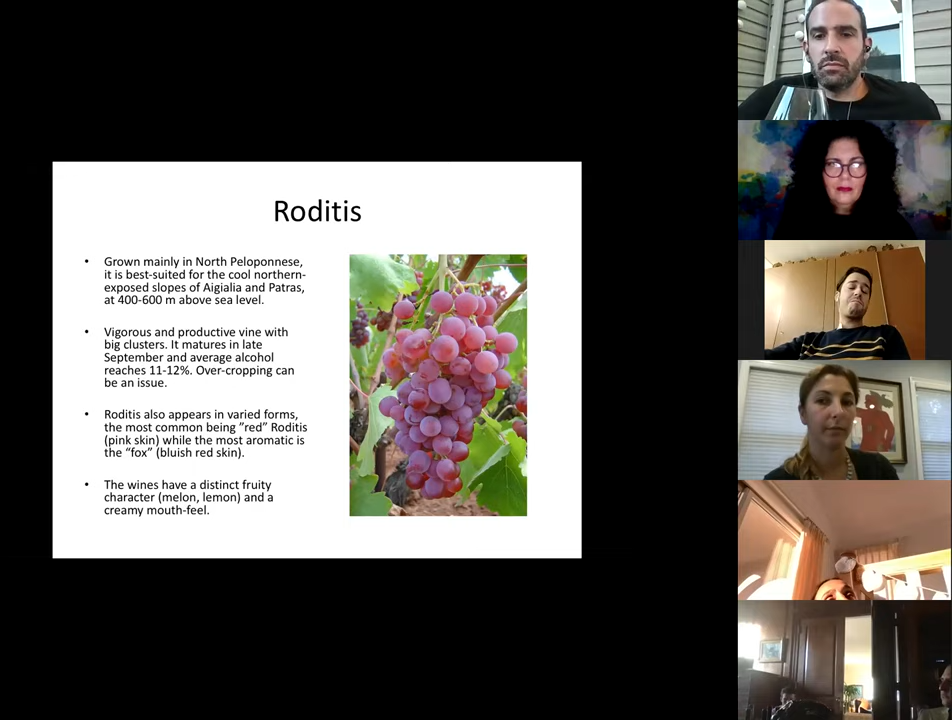 Roditis
• Grown mainly in North Peloponnese,
it is best-suited for the cool northern-
exposed slopes of Aigialia and Patras,
at 400-600 m above sea level.
• Vigorous and productive vine with
big clusters. It matures in late
September and average alcohol
reaches 11-12%. Over-cropping can
be an issue.
• Roditis also appears in varied forms,
the most common being ”red” Roditis
(pink skin) while the most aromatic is
the “fox” (bluish red skin).
• The wines have a distinct fruity
character (melon, lemon) and a
creamy mouth-feel.